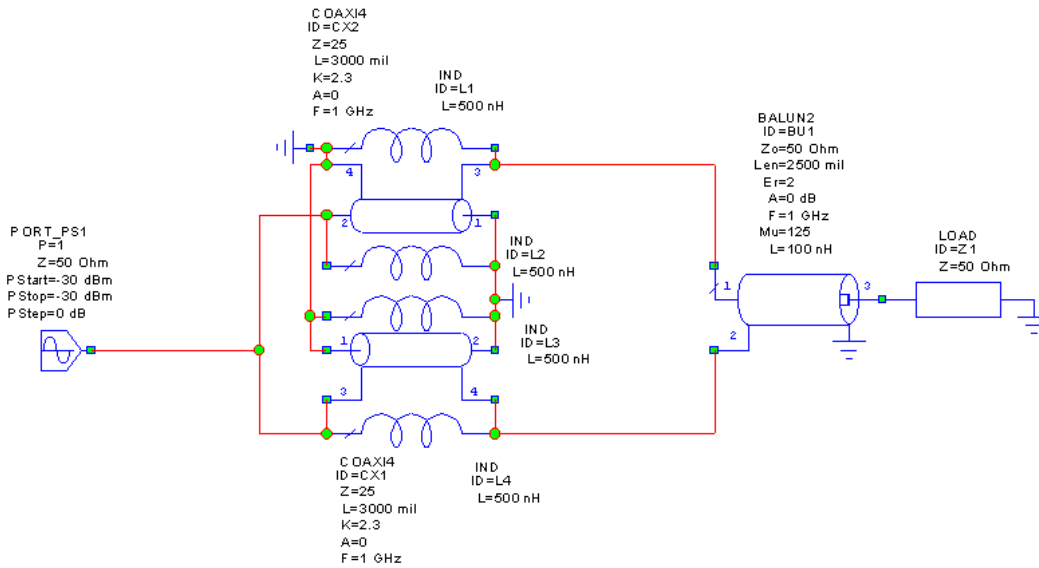 COAXI4
ID=CX2
Z=25
L=3000 mil
K=2.3
A=0
F=1 GHz
IND
ID=L1
L=500 nH
4
3
2
1
IND
ID=L2
L=500 nH
PORT_PS1
P=1
Z=50 Ohm
PStart=-30 dBm
PStop=-30 dBm
PStep=0 dB
BALUN2
ID=BU1
Zo=50 Ohm
Len=2500 mil
Er=2
A=0 dB
F=1 GHz
Mu=125
L=100 nH
1
3
2
LOAD
ID=Z1
Z=50 Ohm
1
2
IND
ID=L3
L=500 nH
3
4
COAXI4
ID=CX1
Z=25
L=3000 mil
K=2.3
A=0
F=1 GHz
IND
ID=L4
L=500 nH